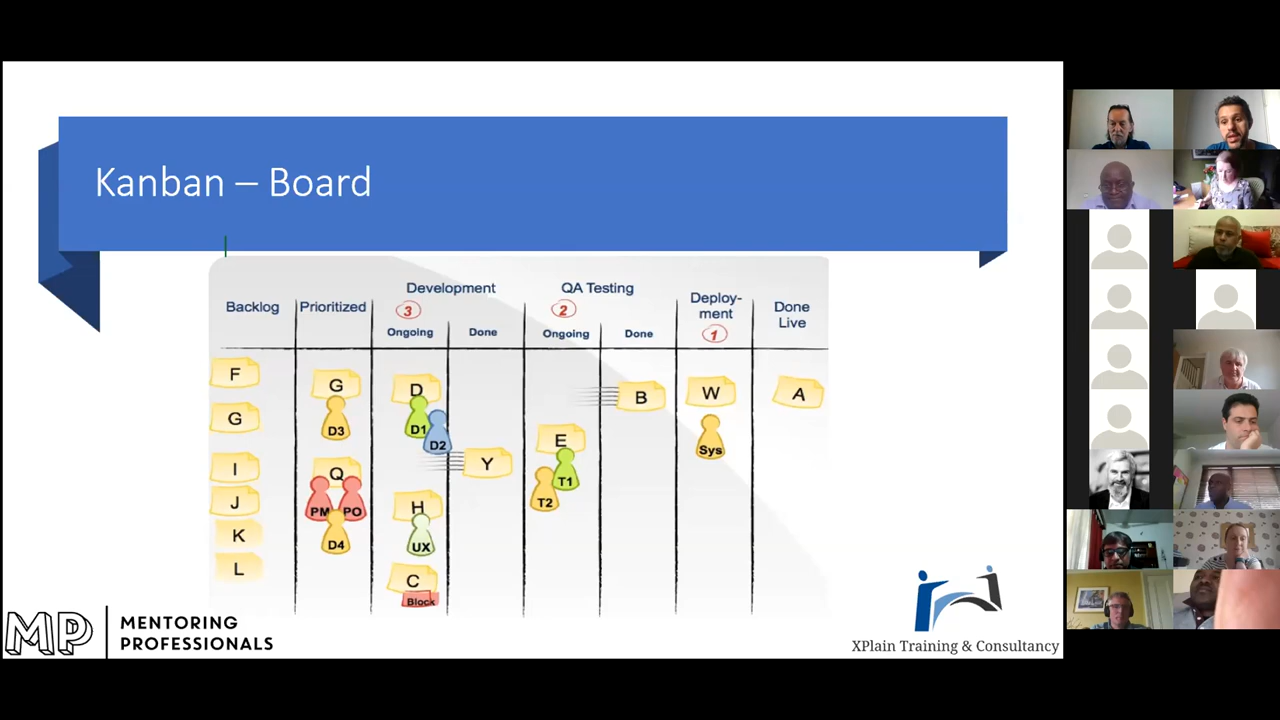 Kanban – Board
Development
QA Testing
Backlog
Prioritized
3
2
Deploy-
ment
Done
Live
Ongoing
Done
Ongoing
Done
1
F
G
D
B
W
A
D3
D1
D2
Sys
G
E
Y
I
Q
T1
T2
J
PM
PO
H
K
D4
UX
L
C
Block
MP
MENTORING
PROFESSIONALS
XPlain Training & Consultancy